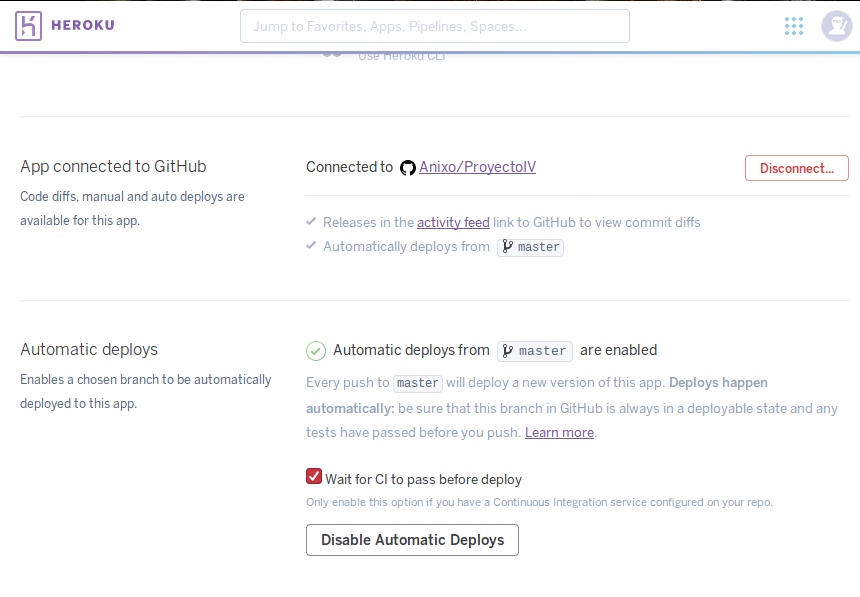 HEROKU
Jump to Favorites, Apps, Pipelines, Spaces...
Use Heroku CLI
App connected to GitHub
Code diffs, manual and auto deploys are
available for this app.
Connected to Anixo/ProyectoIV
Disconnect...
Releases in the activity feed link to GitHub to view commit diffs
Automatically deploys from master
Automatic deploys
Enables a chosen branch to be automatically
deployed to this app.
Automatic deploys from master are enabled
Every push to master will deploy a new version of this app. Deploys happen
automatically: be sure that this branch in GitHub is always in a deployable state and any
tests have passed before you push. Learn more.
Wait for CI to pass before deploy
Only enable this option if you have a Continuous Integration service configured on your repo.
Disable Automatic Deploys